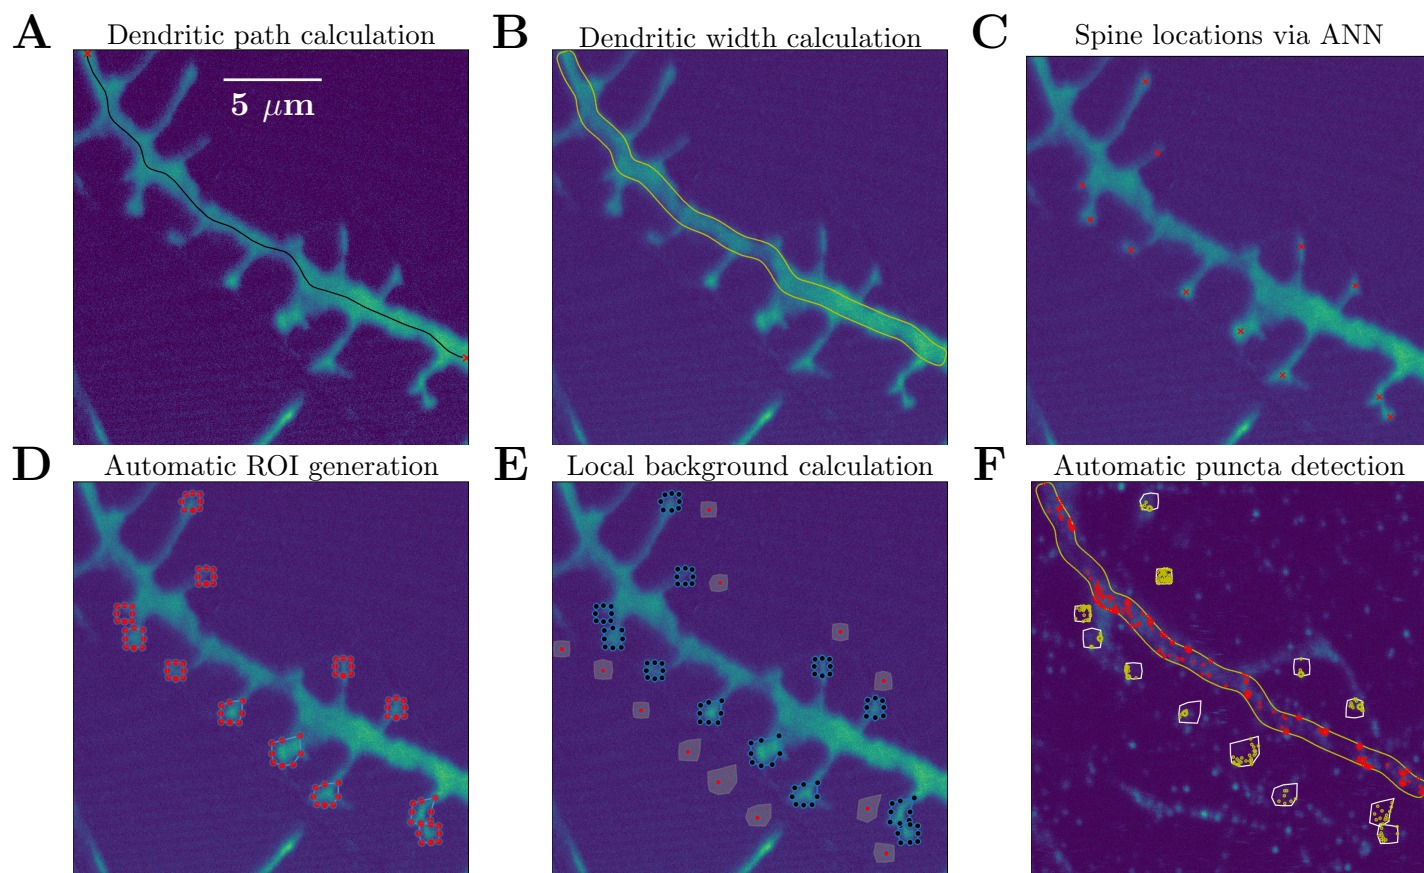 A Dendritic path calculation
5 μm
B Dendritic width calculation
C Spine locations via ANN
D Automatic ROI generation
E Local background calculation
F Automatic puncta detection